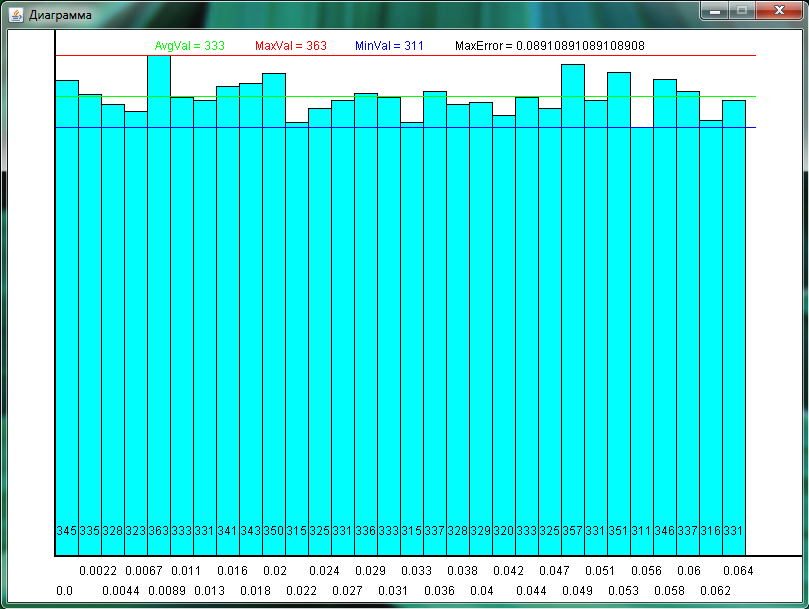 Диаграмма
AvgVal = 333 MaxVal = 363 MinVal = 311 MaxError = 0.08910891089108908
345 335 328 323 363 333 331 341 343 350 315 325 331 336 333 315 337 328 329 320 333 325 357 331 351 311 346 337 316 331
0.0022 0.0067 0.011 0.016 0.02 0.024 0.029 0.033 0.038 0.042 0.047 0.051 0.056 0.06 0.064
0.0 0.0044 0.0089 0.013 0.018 0.022 0.027 0.031 0.036 0.04 0.044 0.049 0.053 0.058 0.062